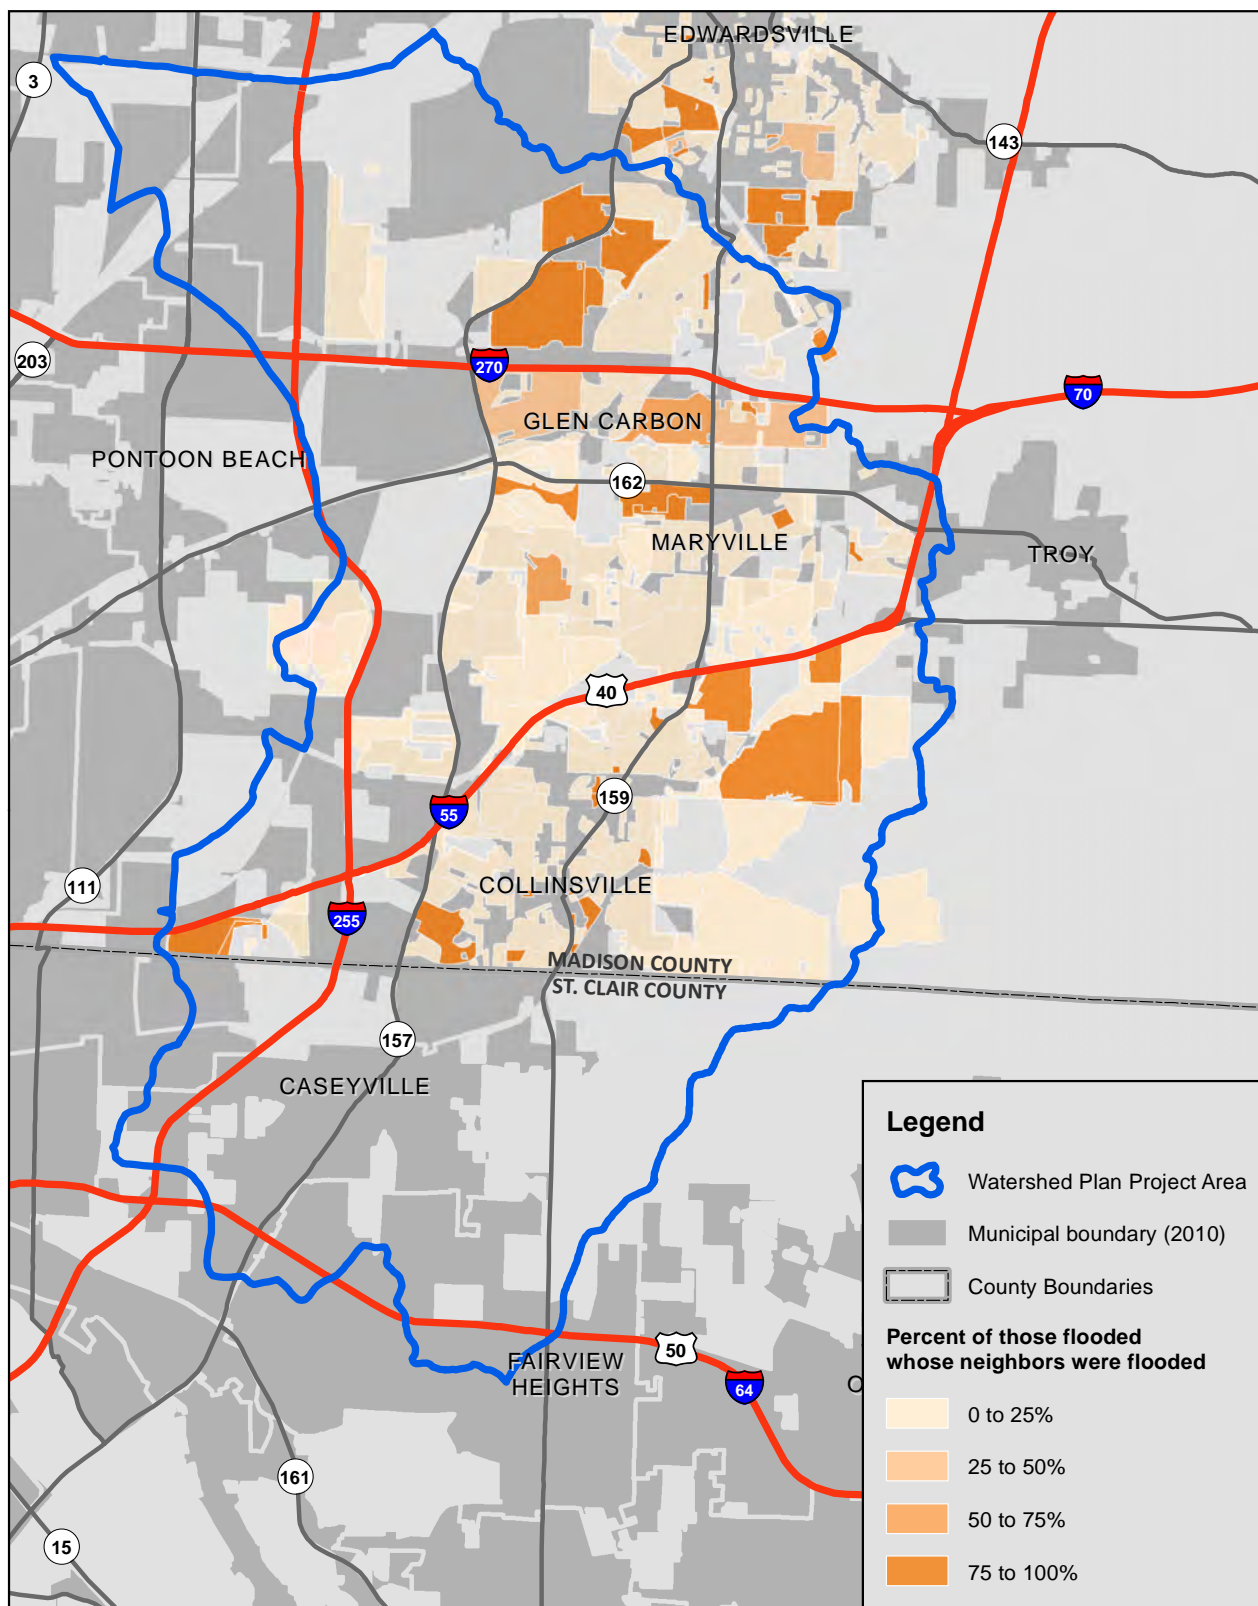 EDWARDSVILLE
3
143
203
270
70
GLEN CARBON
PONTOON BEACH
162
MARYVILLE
TROY
40
55
159
111
COLLINSVILLE
255
MADISON COUNTY
ST. CLAIR COUNTY
157
CASEYVILLE
FAIRVIEW
HEIGHTS
50
64
O
161
15
Legend
Watershed Plan Project Area
Municipal boundary (2010)
County Boundaries
Percent of those flooded
whose neighbors were flooded
0 to 25%
25 to 50%
50 to 75%
75 to 100%